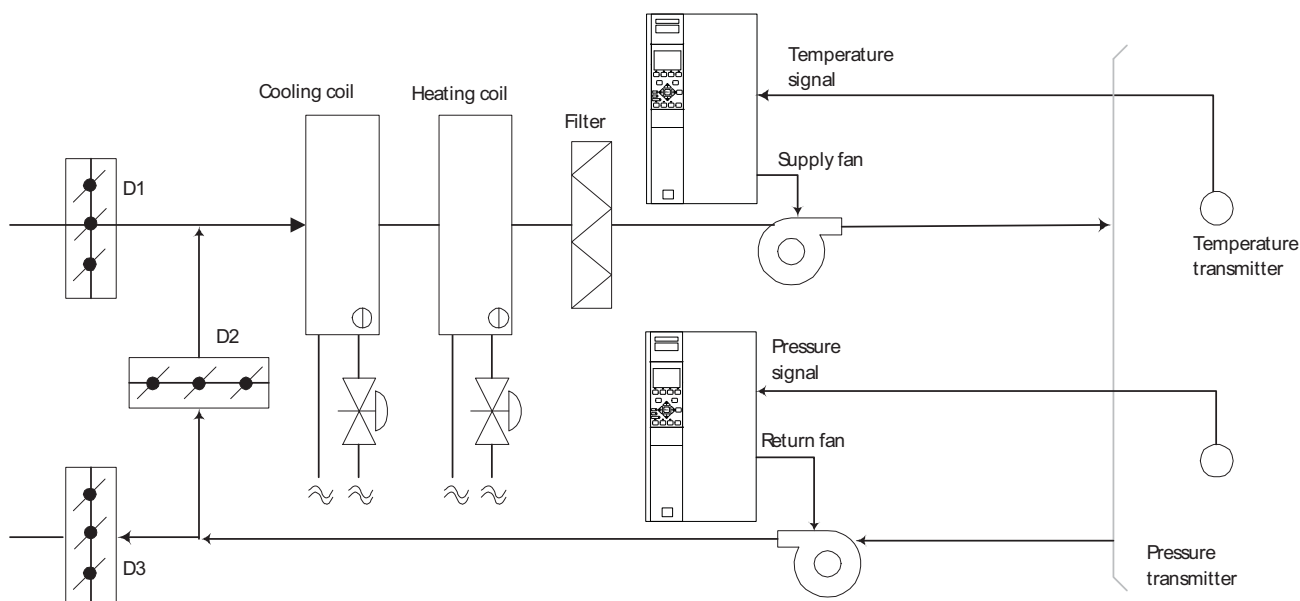 Temperature
signal
Cooling coil
Heating coil
Filter
Supply fan
D1
Temperature
transmitter
D2
Pressure
signal
Return fan
D3
Pressure
transmitter